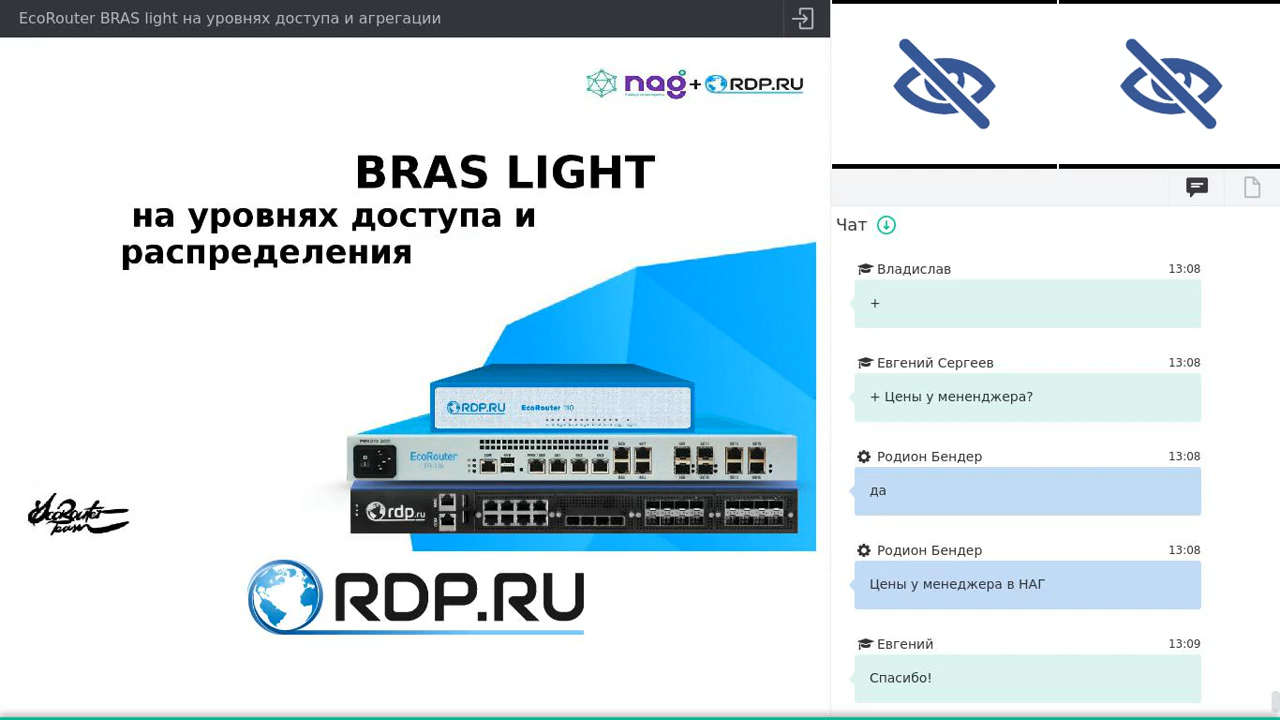 EcoRouter BRAS light на уровнях доступа и агрегации
nag + RDP.RU
BRAS LIGHT
на уровнях доступа и
распределения
RDP.RU EcoRouter
EcoRouter
rdp.ru
EcoRouter
RDP.RU
Чат
Владислав 13:08
+
Евгений Сергеев 13:08
+ Цены у мененджера?
Родион Бендер 13:08
да
Родион Бендер 13:08
Цены у менеджера в НАГ
Евгений 13:09
Спасибо!